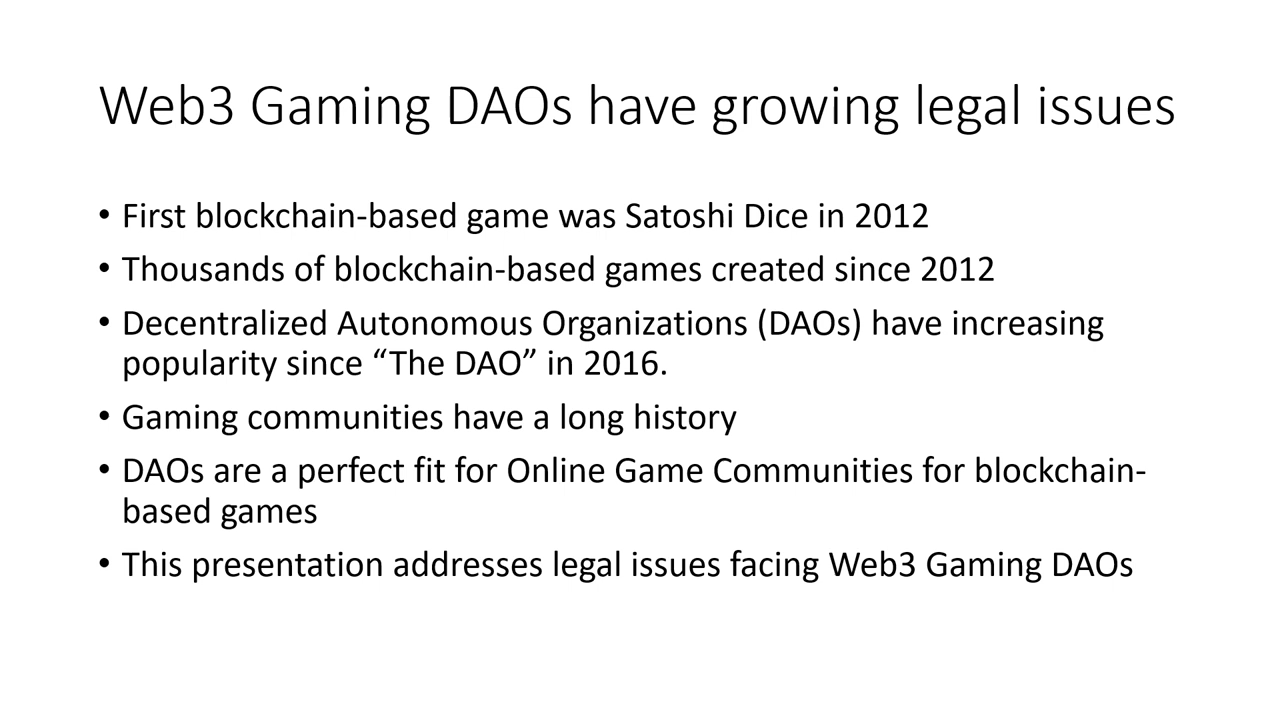 Web3 Gaming DAOs have growing legal issues
• First blockchain-based game was Satoshi Dice in 2012
• Thousands of blockchain-based games created since 2012
• Decentralized Autonomous Organizations (DAOs) have increasing
popularity since “The DAO” in 2016.
• Gaming communities have a long history
• DAOs are a perfect fit for Online Game Communities for blockchain-
based games
• This presentation addresses legal issues facing Web3 Gaming DAOs